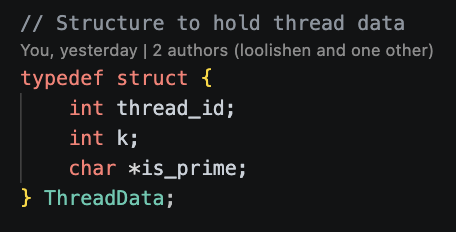 // Structure to hold thread data
You, yesterday | 2 authors (loolishen and one other)
typedef struct {
    int thread_id;
    int k;
    char *is_prime;
} ThreadData;